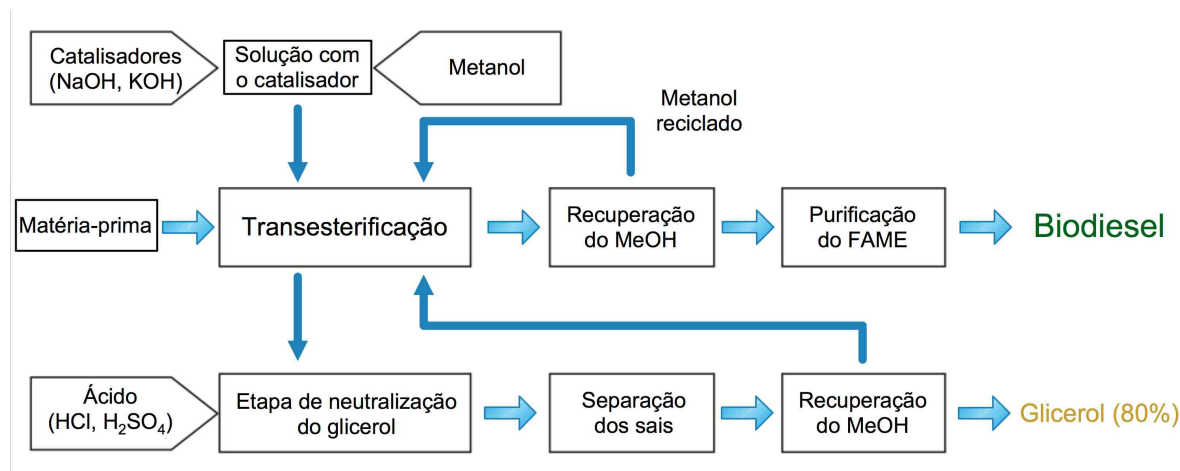 Catalisadores
(NaOH, KOH)
Solução com
o catalisador
Metanol
Metanol
reciclado
Matéria-prima
Transesterificação
Recuperação
do MeOH
Purificação
do FAME
Biodiesel
Ácido
(HCl, H₂SO₄)
Etapa de neutralização
do glicerol
Separação
dos sais
Recuperação
do MeOH
Glicerol (80%)